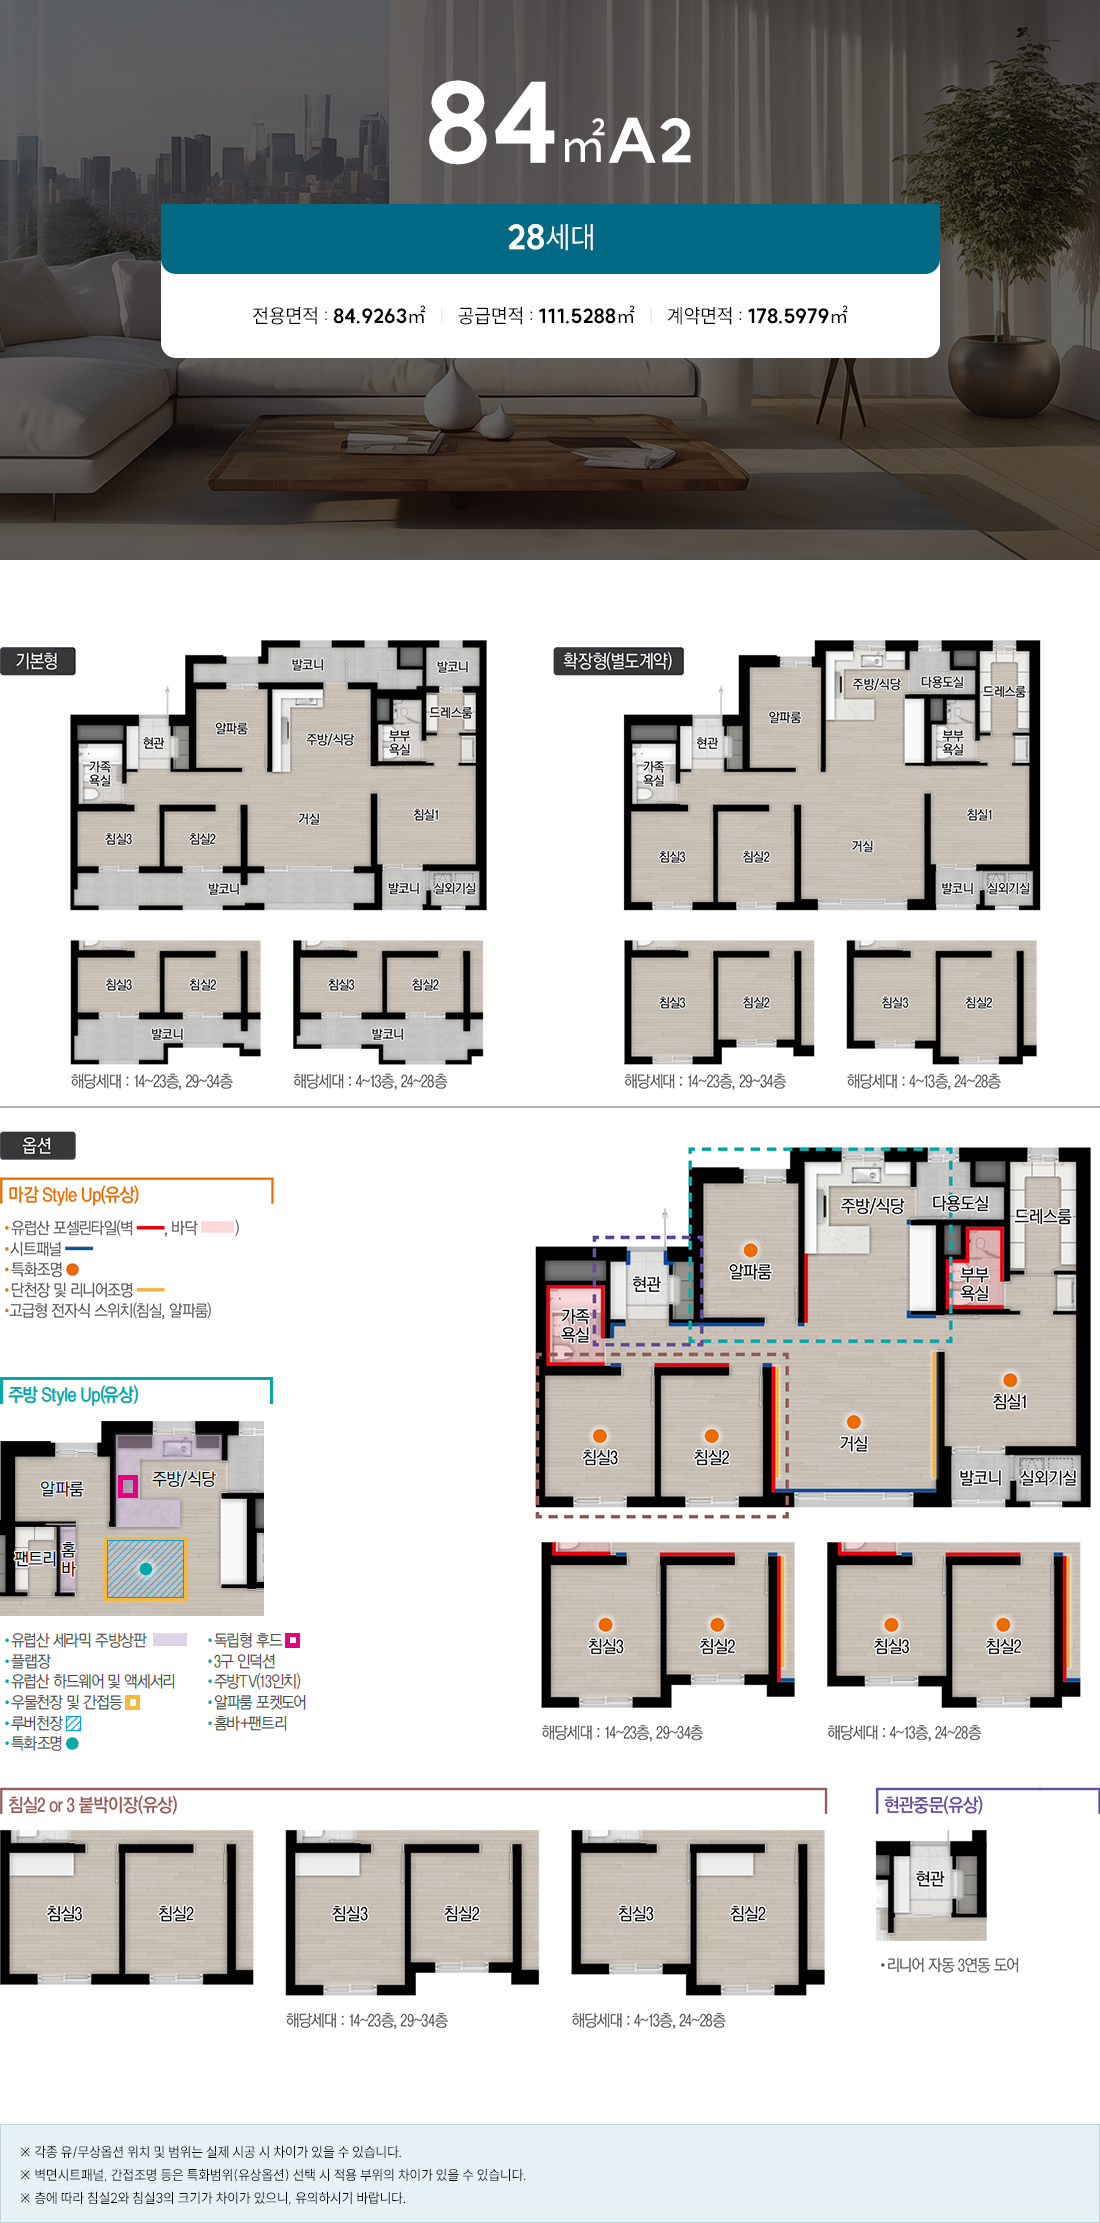 84㎡A2
28세대
전용면적 : 84.9263㎡ | 공급면적 : 111.5288㎡ | 계약면적 : 178.5979㎡
기본형
발코니
발코니
알파룸
주방/식당
드레스룸
부부
욕실
현관
가족
욕실
거실
침실1
침실3
침실2
발코니
발코니
실외기실
침실3
침실2
발코니
해당세대 : 14~23층, 29~34층
침실3
침실2
발코니
해당세대 : 4~13층, 24~28층
확장형(별도계약)
주방/식당
다용도실
드레스룸
알파룸
부부
욕실
현관
가족
욕실
침실1
거실
침실3
침실2
발코니
실외기실
침실3
침실2
해당세대 : 14~23층, 29~34층
침실3
침실2
해당세대 : 4~13층, 24~28층
옵션
마감 Style Up(유상)
•유럽산 포셀린타일(벽 , 바닥 )
•시트패널
•특화조명
•단천장 및 리니어조명
•고급형 전자식 스위치(침실, 알파룸)
주방/식당
다용도실
드레스룸
알파룸
현관
부부
욕실
가족
욕실
침실1
거실
침실3
침실2
발코니
실외기실
침실3
침실2
해당세대 : 14~23층, 29~34층
침실3
침실2
해당세대 : 4~13층, 24~28층
주방 Style Up(유상)
알파룸
주방/식당
팬트리
홈
바
•유럽산 세라믹 주방상판
•플랩장
•유럽산 하드웨어 및 액세서리
•우물천장 및 간접등
•루버천장
•특화조명
•독립형 후드
•3구 인덕션
•주방TV(13인치)
•알파룸 포켓도어
•홈바+팬트리
침실2 or 3 붙박이장(유상)
침실3
침실2
침실3
침실2
해당세대 : 14~23층, 29~34층
침실3
침실2
해당세대 : 4~13층, 24~28층
현관중문(유상)
현관
•리니어 자동 3연동 도어
※ 각종 유/무상옵션 위치 및 범위는 실제 시공 시 차이가 있을 수 있습니다.
※ 벽면시트패널, 간접조명 등은 특화범위(유상옵션) 선택 시 적용 부위의 차이가 있을 수 있습니다.
※ 층에 따라 침실2와 침실3의 크기가 차이가 있으니, 유의하시기 바랍니다.